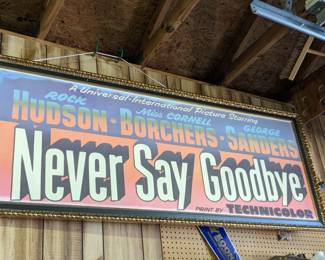 A Universal-International Picture Starring
ROCK Miss CORNELL GEORGE
HUDSON · BORCHERS · SANDERS
Never Say Goodbye
PRINT BY TECHNICOLOR